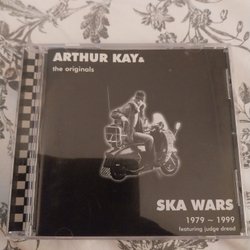 ARTHUR KAY&
the originals
SKA WARS
1979 ~ 1999
featuring judge dread